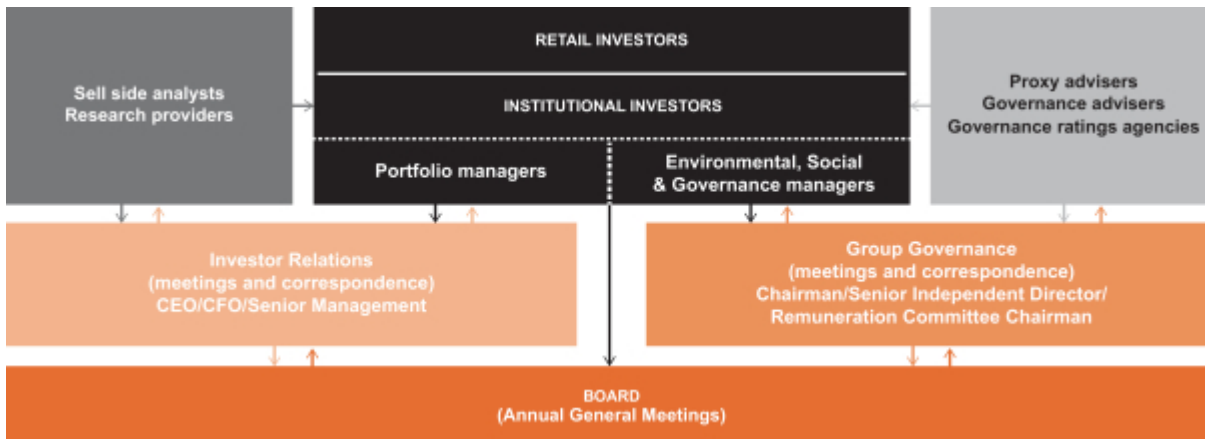 RETAIL INVESTORS
Sell side analysts
Research providers
INSTITUTIONAL INVESTORS
Proxy advisers
Governance advisers
Governance ratings agencies
Portfolio managers
Environmental, Social
& Governance managers
Investor Relations
(meetings and correspondence)
CEO/CFO/Senior Management
Group Governance
(meetings and correspondence)
Chairman/Senior Independent Director/
Remuneration Committee Chairman
BOARD
(Annual General Meetings)